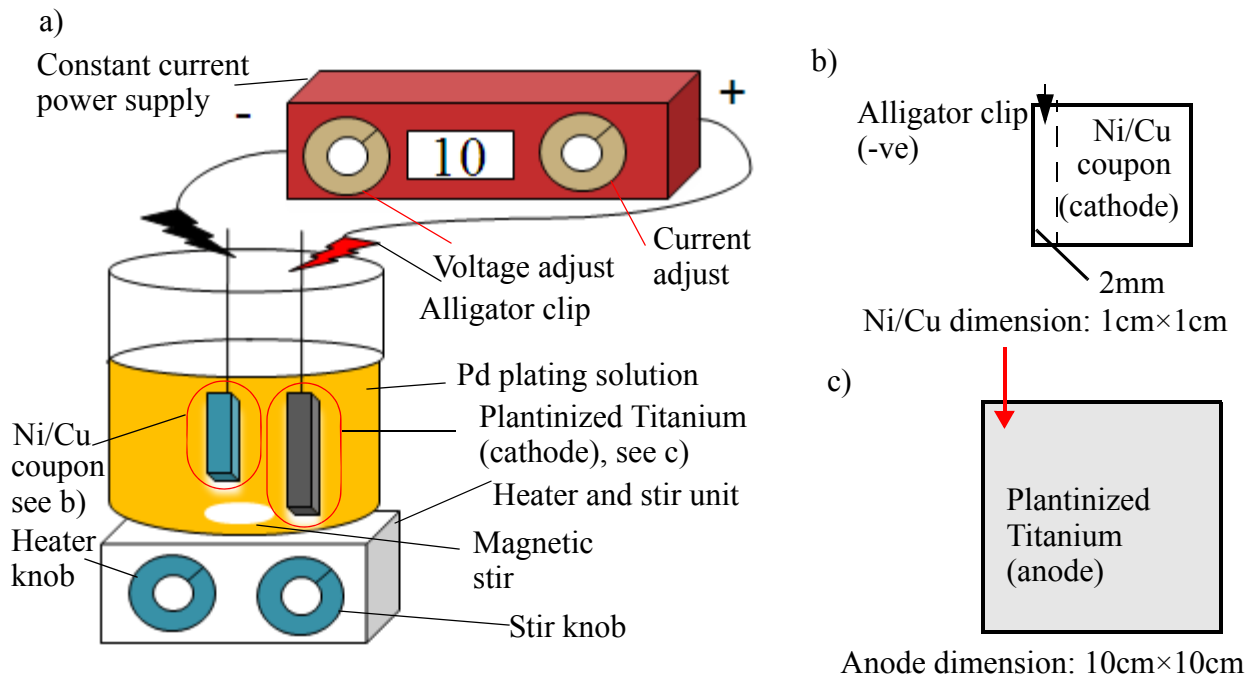 a)
Constant current
power supply
-
+
10
Voltage adjust
Current
adjust
Alligator clip
Pd plating solution
Plantinized Titanium
(cathode), see c)
Heater and stir unit
Ni/Cu
coupon
see b)
Heater
knob
Magnetic
stir
Stir knob
b)
Alligator clip
(-ve)
Ni/Cu
coupon
(cathode)
2mm
Ni/Cu dimension: 1cm×1cm
c)
Plantinized
Titanium
(anode)
Anode dimension: 10cm×10cm